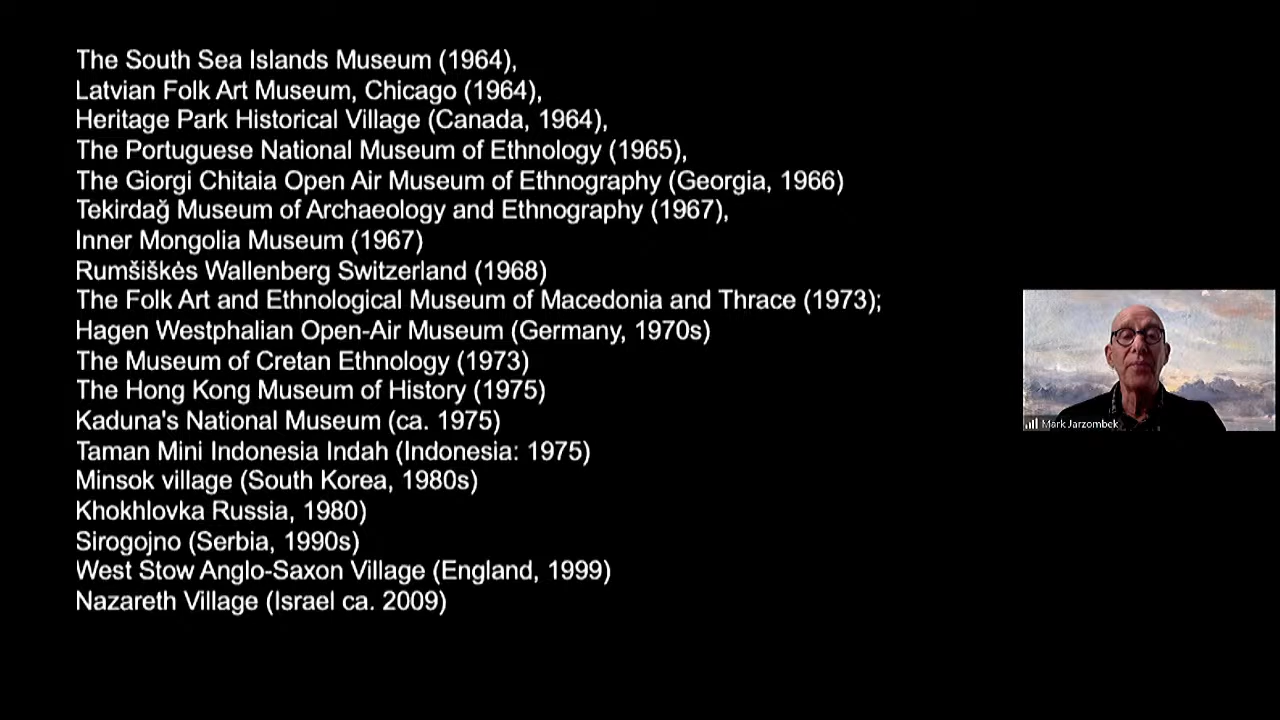 The South Sea Islands Museum (1964),
Latvian Folk Art Museum, Chicago (1964),
Heritage Park Historical Village (Canada, 1964),
The Portuguese National Museum of Ethnology (1965),
The Giorgi Chitaia Open Air Museum of Ethnography (Georgia, 1966)
Tekirdağ Museum of Archaeology and Ethnography (1967),
Inner Mongolia Museum (1967)
Rumšiškės Wallenberg Switzerland (1968)
The Folk Art and Ethnological Museum of Macedonia and Thrace (1973);
Hagen Westphalian Open-Air Museum (Germany, 1970s)
The Museum of Cretan Ethnology (1973)
The Hong Kong Museum of History (1975)
Kaduna's National Museum (ca. 1975)
Taman Mini Indonesia Indah (Indonesia: 1975)
Minsok village (South Korea, 1980s)
Khokhlovka Russia, 1980)
Sirogojno (Serbia, 1990s)
West Stow Anglo-Saxon Village (England, 1999)
Nazareth Village (Israel ca. 2009)
Mark Jarzombek